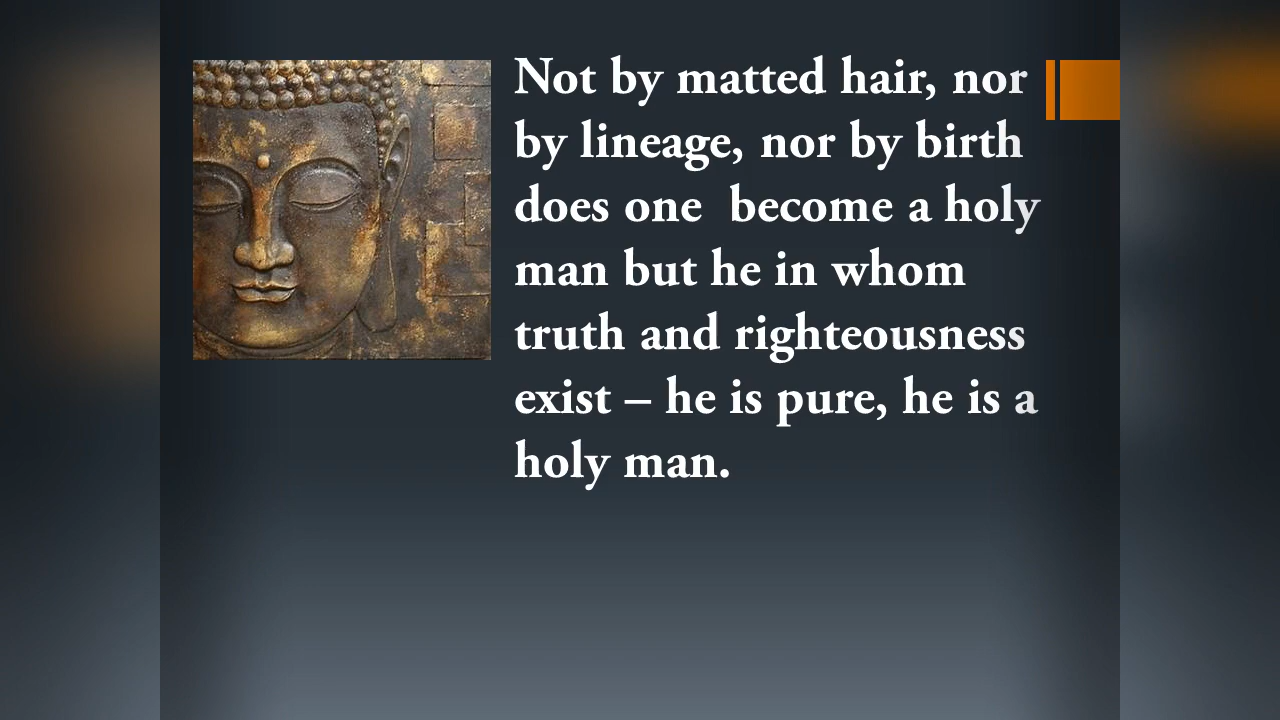 Not by matted hair, nor
by lineage, nor by birth
does one  become a holy
man but he in whom
truth and righteousness
exist – he is pure, he is a
holy man.